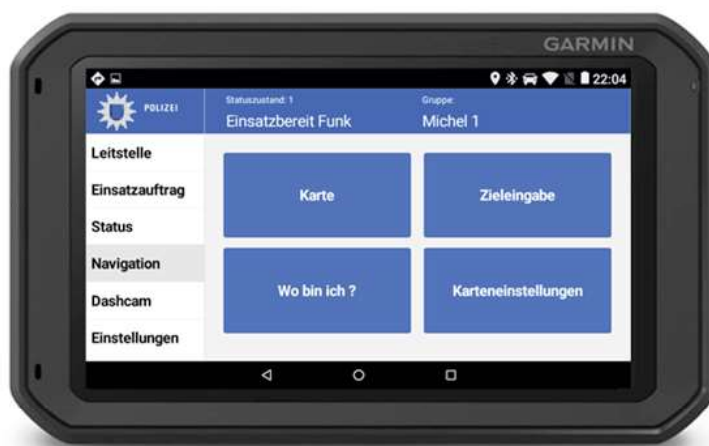 GARMIN
22:04
POLIZEI
Statuszustand: 1
Einsatzbereit Funk
Gruppe:
Michel 1
Leitstelle
Einsatzauftrag
Status
Navigation
Dashcam
Einstellungen
Karte
Zieleingabe
Wo bin ich ?
Karteneinstellungen